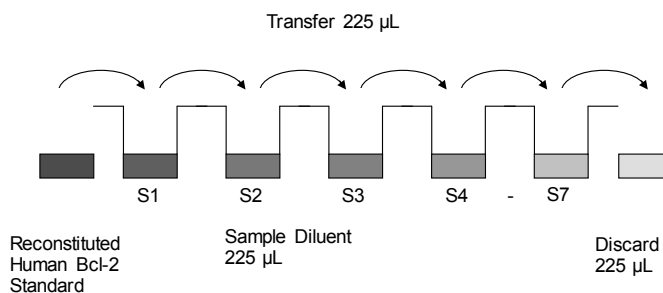 Transfer 225 µL
S1 S2 S3 S4 - S7
Reconstituted
Human Bcl-2
Standard
Sample Diluent
225 µL
Discard
225 µL